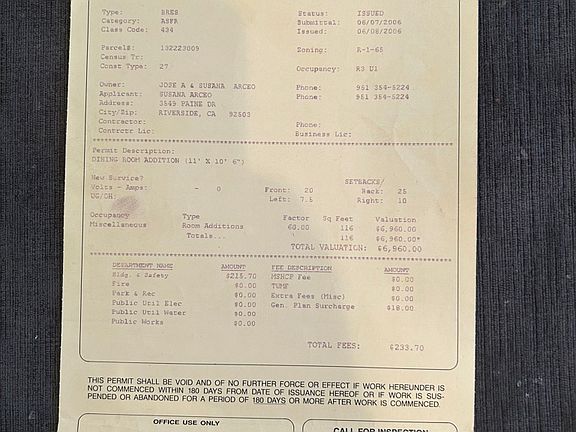 Type: BRES Status: ISSUED
Category: ASFR Submittal: 06/07/2006
Class Code: 434 Issued: 06/08/2006
Parcel#: 132223009 Zoning: R-1-65
Census Tr:
Const Type: 27 Occupancy: R3 U1
Owner: JOSE A & SUSANA ARCEO Phone: 951 354-5224
Applicant: SUSANA ARCEO Phone: 951 354-5224
Address: 3549 PAINE DR
City/Zip: RIVERSIDE, CA 92503
Contractor: Phone:
Contrctr Lic: Business Lic:
Permit Description:
DINING ROOM ADDITION (11' X 10' 6")
New Service? SETBACKS/
Volts - Amps: - 0 Front: 20 Back: 25
UG/OH: Left: 7.5 Right: 10
Occupancy Type Factor Sq Feet Valuation
Miscellaneous Room Additions 60.00 116 $6,960.00
Totals... 116 $6,960.00*
TOTAL VALUATION: $6,960.00
DEPARTMENT NAME AMOUNT FEE DESCRIPTION AMOUNT
Bldg. & Safety $215.70 MSHCP Fee $0.00
Fire $0.00 TUMF $0.00
Park & Rec $0.00 Extra Fees (Misc) $0.00
Public Util Elec $0.00 Gen. Plan Surcharge $18.00
Public Util Water $0.00
Public Works $0.00
TOTAL FEES: $233.70
THIS PERMIT SHALL BE VOID AND OF NO FURTHER FORCE OR EFFECT IF WORK HEREUNDER IS
NOT COMMENCED WITHIN 180 DAYS FROM DATE OF ISSUANCE HEREOF OR IF WORK IS SUS-
PENDED OR ABANDONED FOR A PERIOD OF 180 DAYS OR MORE AFTER WORK IS COMMENCED.
OFFICE USE ONLY CALL FOR INSPECTION